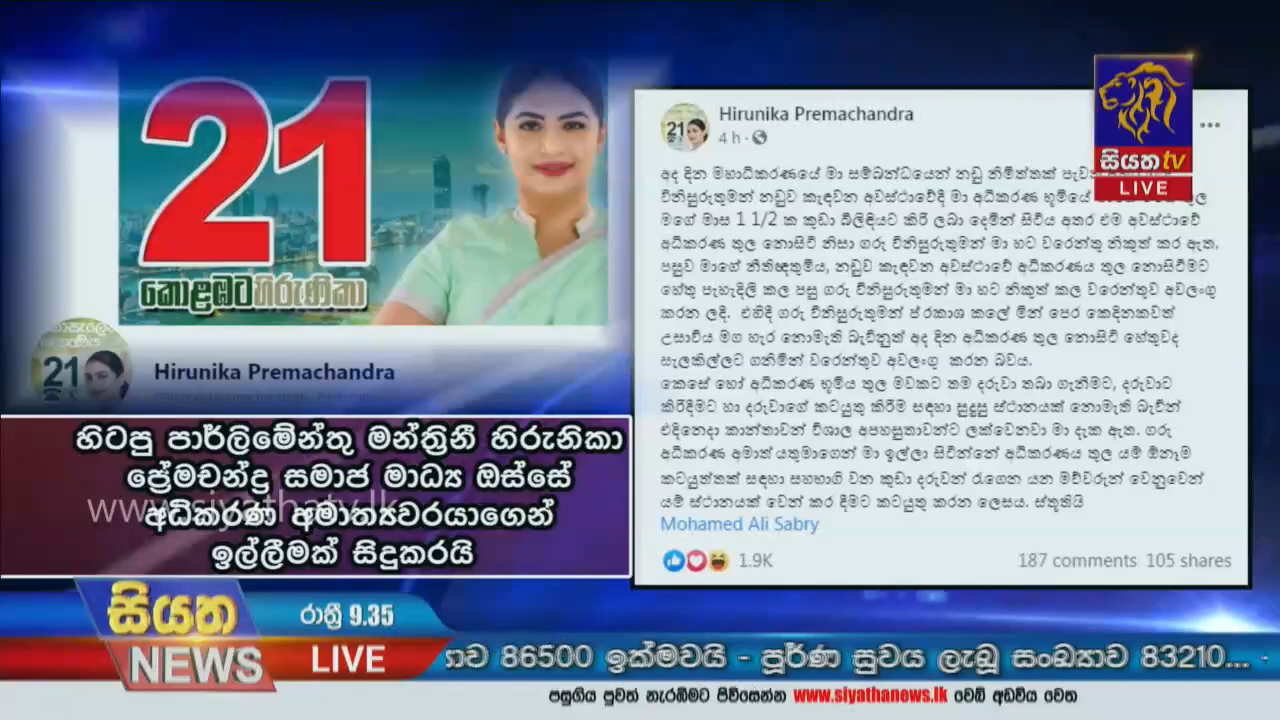 21
කොළඹටහිරුණිකා
21
Hirunika Premachandra
හිටපු පාර්ලිමේන්තු මන්ත්‍රිනී හිරුනිකා
ප්‍රේමචන්ද්‍ර සමාජ මාධ්‍ය ඔස්සේ
www.siyathatv.lk
අධිකරණ අමාත්‍යවරයාගෙන්
ඉල්ලීමක් සිදුකරයි
21
Hirunika Premachandra
4 h
අද දින මහාධිකරණයේ මා සම්බන්ධයෙන් නඩු නිමිත්තක්
විනිසුරුතුමන් නඩුව කැඳවන අවස්ථාවේදී මා අධිකරණ භූමියේ තුල
මගේ මාස 1 1/2 ක කුඩා බිලිඳියට කිරි ලබා දෙමින් සිටිය අතර එම අවස්ථාවේ
අධිකරණ තුල නොසිටි නිසා ගරු විනිසුරුතුමන් මා හට වරෙන්තු නිකුත් කර ඇත,
පසුව මාගේ නීතිඥතුමිය, නඩුව කැඳවන අවස්ථාවේ අධිකරණය තුල නොසිටීමට
හේතු පැහැදිලි කල පසු ගරු විනිසුරුතුමන් මා හට නිකුත් කල වරෙන්තුව අවලංගු
කරන ලදී. එහිදී ගරු විනිසුරුතුමන් ප්රකාශ කලේ මින් පෙර කෙදිනකවත්
උසාවිය මග හැර නොමැති බැවිනුත් අද දින අධිකරණ තුල නොසිටි හේතුවද
සැලකිල්ලට ගනිමින් වරෙන්තුව අවලංගු කරන බවය.
කෙසේ හෝ අධිකරණ භූමිය තුල මවකට තම දරුවා තබා ගැනීමට, දරුවාට
කිරිදීමට හා දරුවාගේ කටයුතු කිරීම සඳහා සුදුසු ස්ථානයක් නොමැති බැවින්
එදිනෙදා කාන්තාවන් විශාල අපහසුතාවන්ට ලක්වෙනවා මා දැක ඇත. ගරු
අධිකරණ අමාත් යතුමාගෙන් මා ඉල්ලා සිටින්නේ අධිකරණය තුල යම් ඕනෑම
කටයුත්තක් සඳහා සහභාගි වන කුඩා දරුවන් රැගෙන යන මව්වරුන් වෙනුවෙන්
යම් ස්ථානයක් වෙන් කර දීමට කටයුතු කරන ලෙසය. ස්තූතියි
Mohamed Ali Sabry
1.9K 187 comments 105 shares
සියත tv
LIVE
සියත
NEWS
රාත්‍රී 9.35
LIVE
86500 ඉක්මවයි - පූර්ණ සුවය ලැබූ සංඛ්‍යාව 83210... -
පසුගිය පුවත් නැරඹීමට පිවිසෙන්න www.siyathanews.lk වෙබ් අඩවිය වෙත